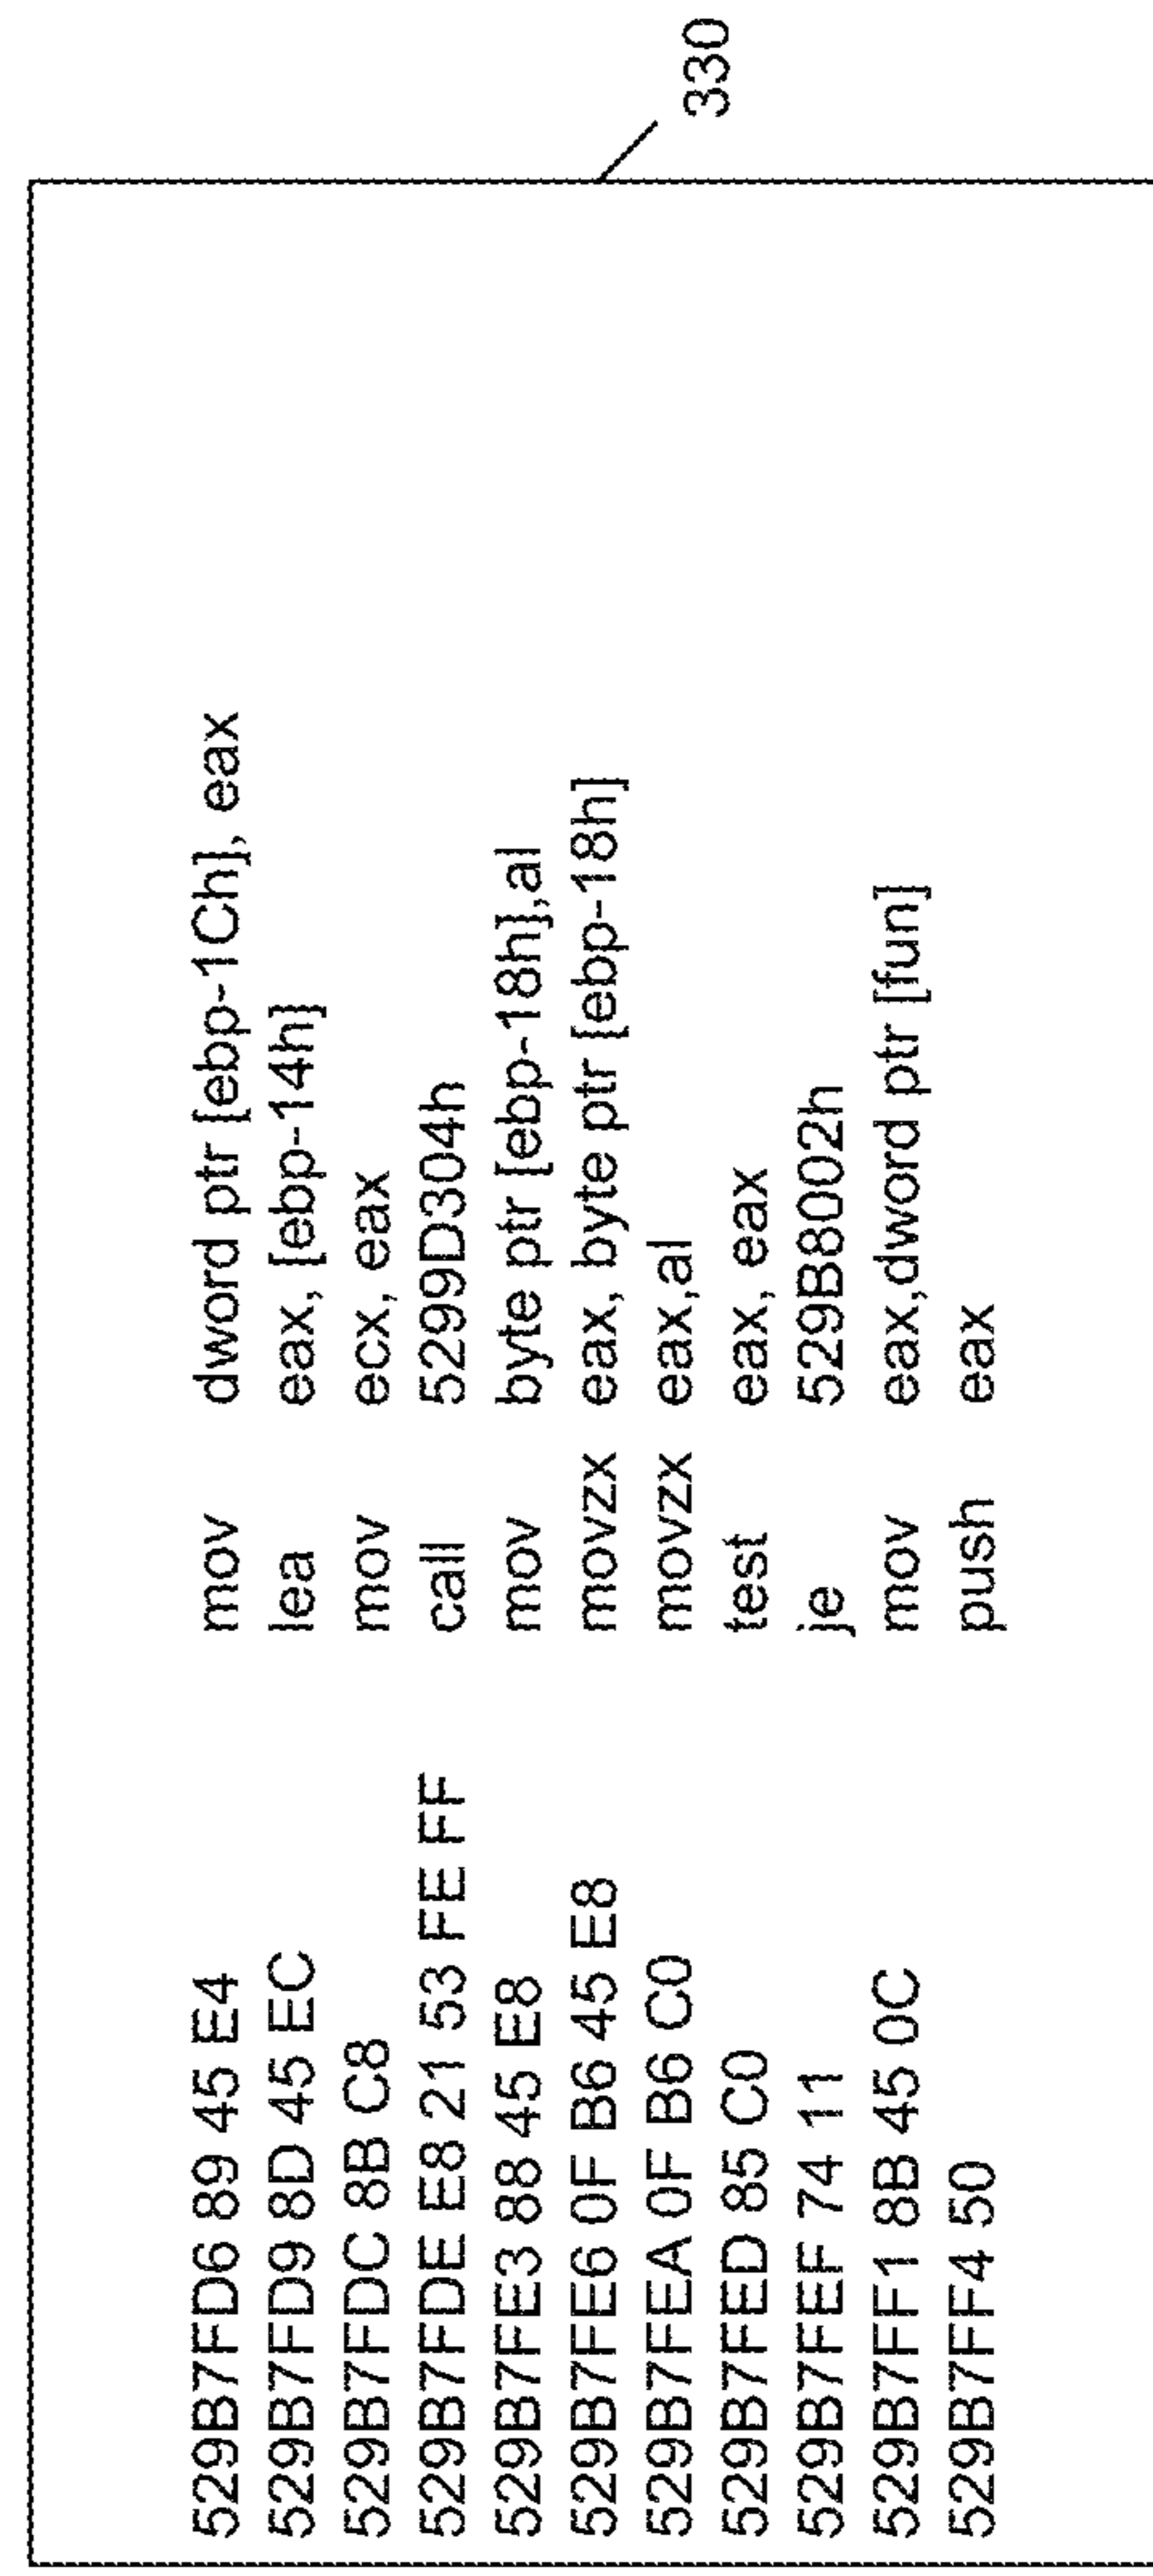 529B7FD6 89 45 E4 mov dword ptr [ebp-1Ch], eax
529B7FD9 8D 45 EC lea eax, [ebp-14h]
529B7FDC 8B C8 mov ecx, eax
529B7FDE E8 21 53 FE FF call 5299D304h
529B7FE3 88 45 E8 mov byte ptr [ebp-18h],al
529B7FE6 0F B6 45 E8 movzx eax, byte ptr [ebp-18h]
529B7FEA 0F B6 C0 movzx eax,al
529B7FED 85 C0 test eax, eax
529B7FEF 74 11 je 529B8002h
529B7FF1 8B 45 0C mov eax,dword ptr [fun]
529B7FF4 50 push eax
330